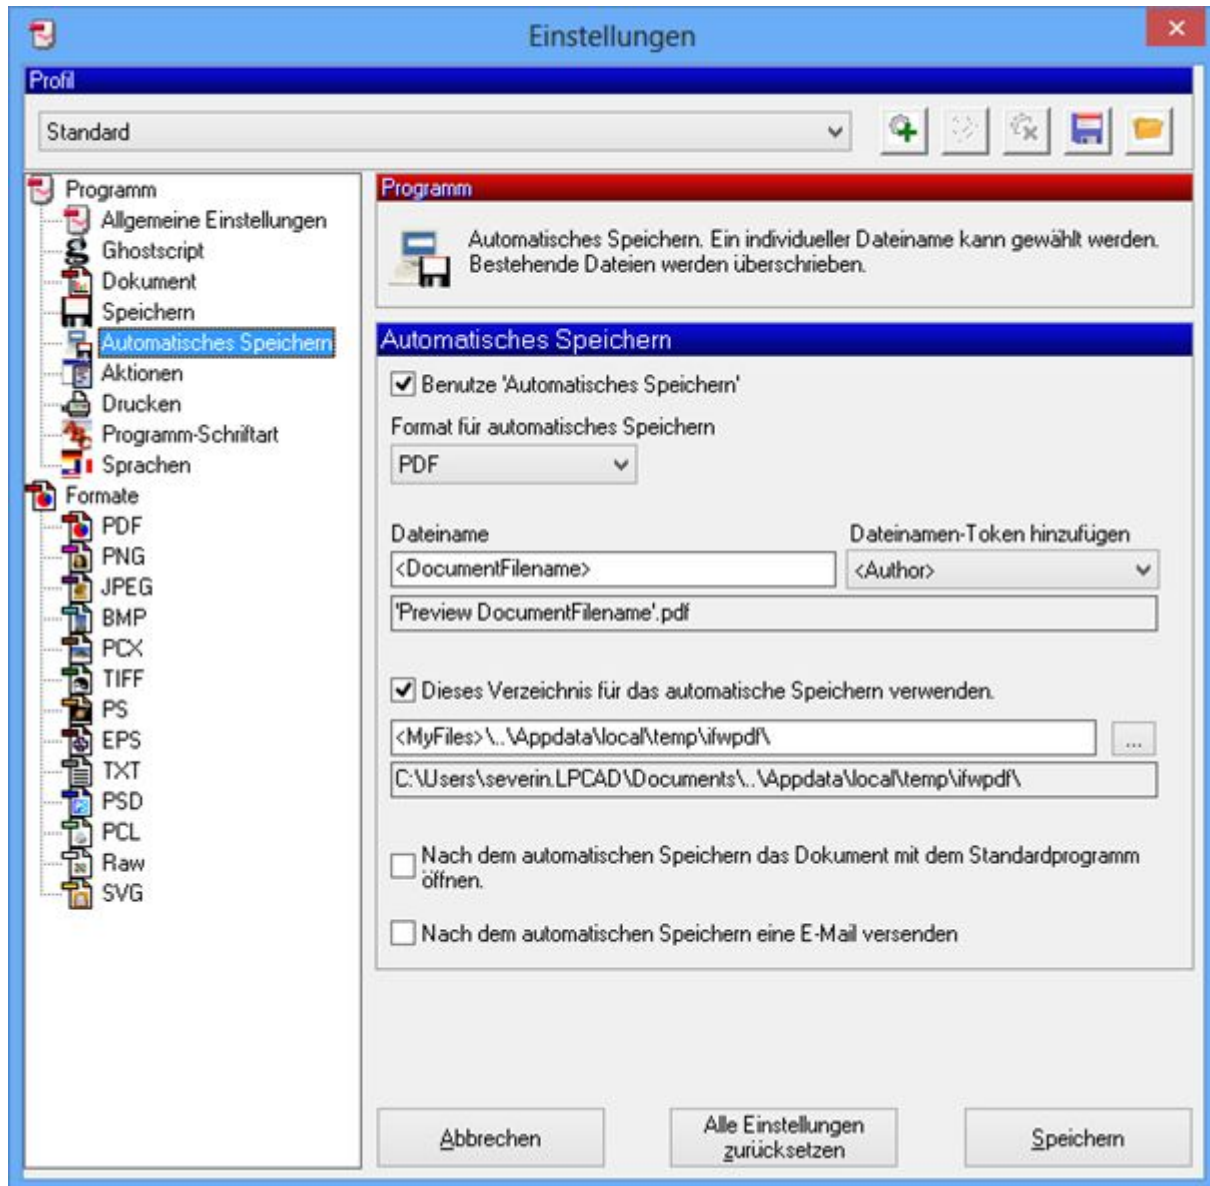 Einstellungen
Profil
Standard
Programm
Allgemeine Einstellungen
Ghostscript
Dokument
Speichern
Automatisches Speichern
Aktionen
Drucken
Programm-Schriftart
Sprachen
Formate
PDF
PNG
JPEG
BMP
PCX
TIFF
PS
EPS
TXT
PSD
PCL
Raw
SVG
Programm
Automatisches Speichern. Ein individueller Dateiname kann gewählt werden.
Bestehende Dateien werden überschrieben.
Automatisches Speichern
Benutze 'Automatisches Speichern'
Format für automatisches Speichern
PDF
Dateiname
Dateinamen-Token hinzufügen
<DocumentFilename>
<Author>
'Preview DocumentFilename'.pdf
Dieses Verzeichnis für das automatische Speichern verwenden.
<MyFiles>\..\Appdata\local\temp\ifwpdf\
...
C:\Users\severin.LPCAD\Documents\..\Appdata\local\temp\ifwpdf\
Nach dem automatischen Speichern das Dokument mit dem Standardprogramm
öffnen.
Nach dem automatischen Speichern eine E-Mail versenden
Abbrechen
Alle Einstellungen
zurücksetzen
Speichern